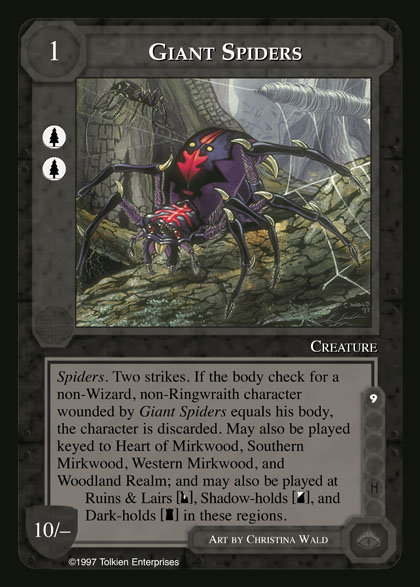 1
GIANT SPIDERS
C. WALD
97
CREATURE
Spiders. Two strikes. If the body check for a
non-Wizard, non-Ringwraith character
wounded by Giant Spiders equals his body,
the character is discarded. May also be played
keyed to Heart of Mirkwood, Southern
Mirkwood, Western Mirkwood, and
Woodland Realm; and may also be played at
Ruins & Lairs [], Shadow-holds [], and
Dark-holds [] in these regions.
9
10/–
ART BY CHRISTINA WALD
©1997 Tolkien Enterprises